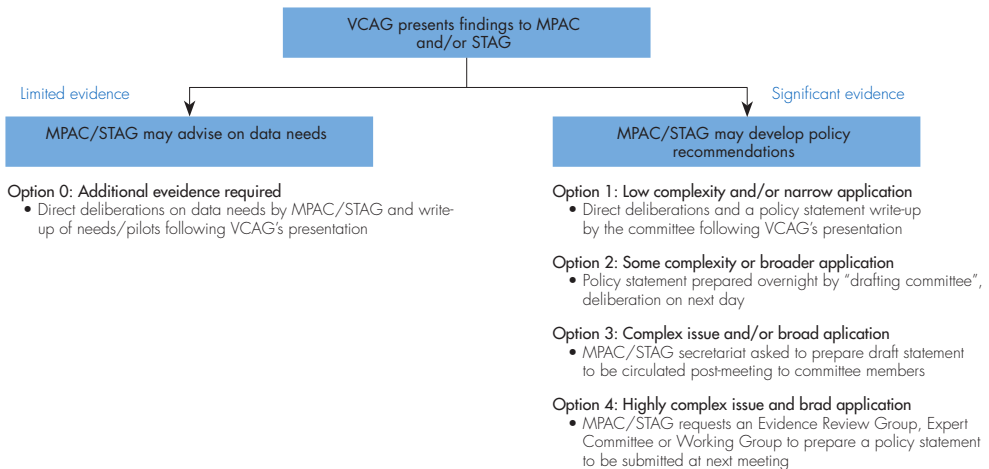 VCAG presents findings to MPAC
and/or STAG
Limited evidence
Significant evidence
MPAC/STAG may advise on data needs
MPAC/STAG may develop policy
recommendations
Option 0: Additional eveidence required
• Direct deliberations on data needs by MPAC/STAG and write-
up of needs/pilots following VCAG's presentation
Option 1: Low complexity and/or narrow application
• Direct deliberations and a policy statement write-up
by the committee following VCAG's presentation
Option 2: Some complexity or broader application
• Policy statement prepared overnight by "drafting committee",
deliberation on next day
Option 3: Complex issue and/or broad aplication
• MPAC/STAG secretariat asked to prepare draft statement
to be circulated post-meeting to committee members
Option 4: Highly complex issue and brad application
• MPAC/STAG requests an Evidence Review Group, Expert
Committee or Working Group to prepare a policy statement
to be submitted at next meeting